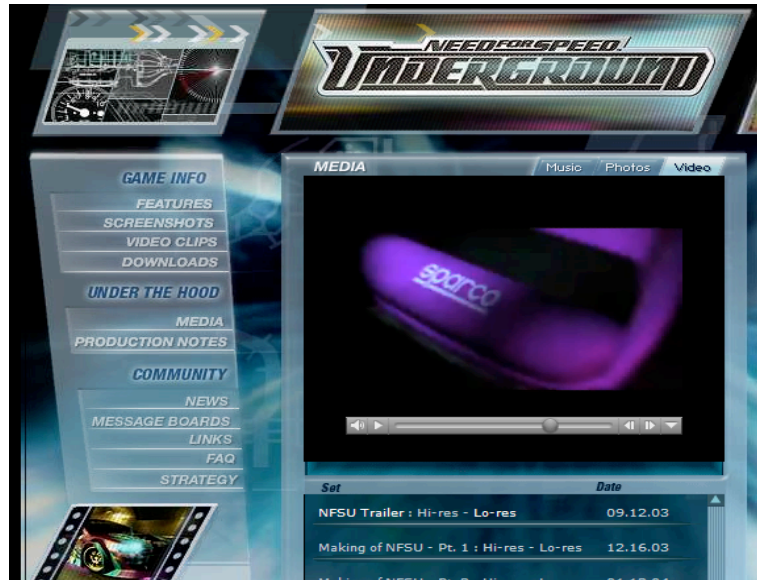 NEED FOR SPEED
UNDERGROUND
GAME INFO
FEATURES
SCREENSHOTS
VIDEO CLIPS
DOWNLOADS
UNDER THE HOOD
MEDIA
PRODUCTION NOTES
COMMUNITY
NEWS
MESSAGE BOARDS
LINKS
FAQ
STRATEGY
MEDIA
Music Photos Video
sparco
Set Date
NFSU Trailer : Hi-res - Lo-res 09.12.03
Making of NFSU - Pt. 1 : Hi-res - Lo-res 12.16.03